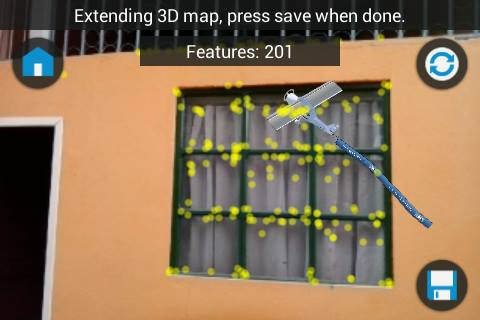 Extending 3D map, press save when done.
Features: 201